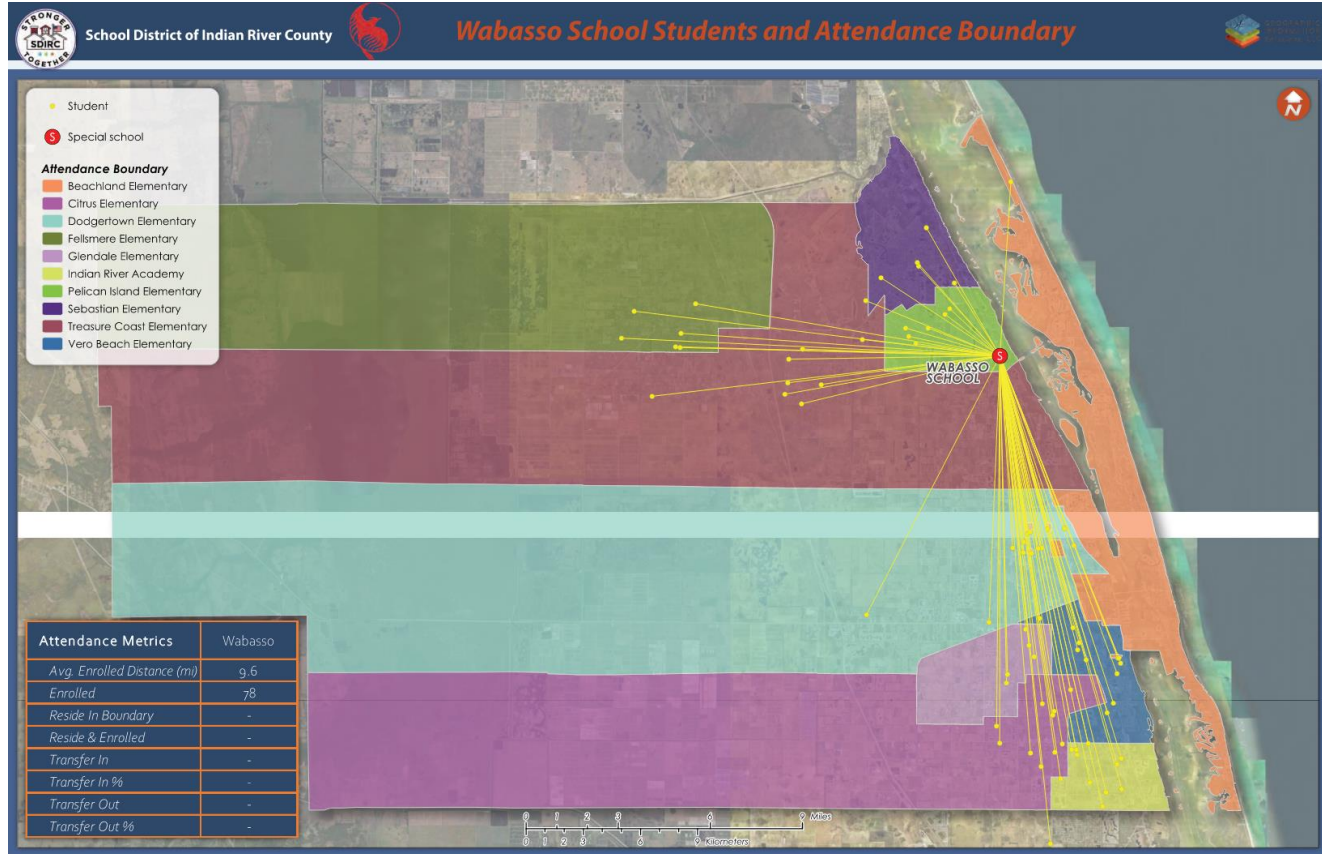 STRONGER
SDIRC
TOGETHER
School District of Indian River County
Wabasso School Students and Attendance Boundary
Student
S Special school
Attendance Boundary
Beachland Elementary
Citrus Elementary
Dodgertown Elementary
Fellsmere Elementary
Glendale Elementary
Indian River Academy
Pelican Island Elementary
Sebastian Elementary
Treasure Coast Elementary
Vero Beach Elementary
N
S
WABASSO
SCHOOL
Attendance Metrics Wabasso
Avg. Enrolled Distance (mi) 9.6
Enrolled 78
Reside In Boundary -
Reside & Enrolled -
Transfer In -
Transfer In % -
Transfer Out -
Transfer Out % -
0 1 2 3 6 9 Miles
0 1 2 3 6 9 Kilometers